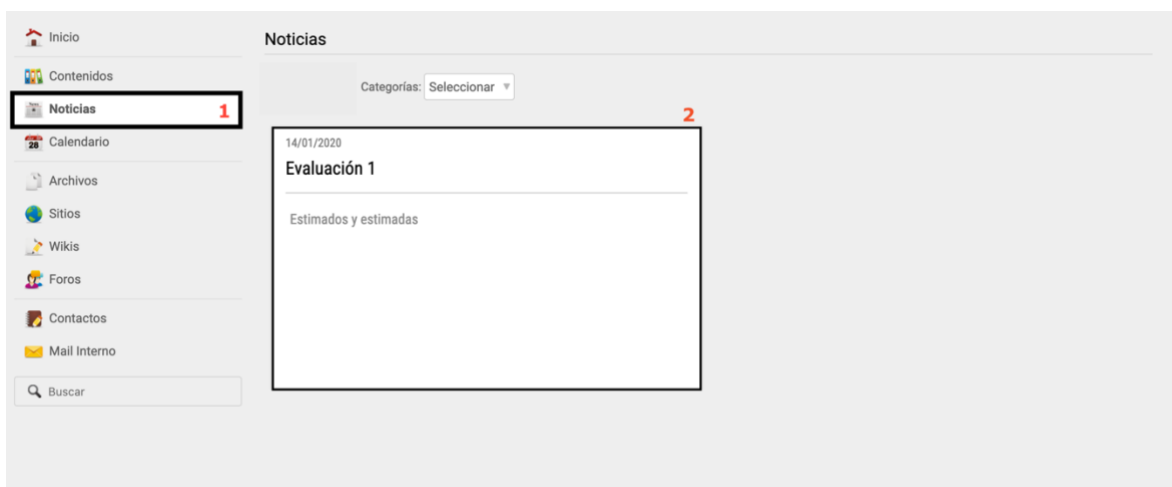 Inicio
Contenidos
Noticias 1
Calendario
Archivos
Sitios
Wikis
Foros
Contactos
Mail Interno
Buscar
Noticias
Categorías: Seleccionar
2
14/01/2020
Evaluación 1
Estimados y estimadas